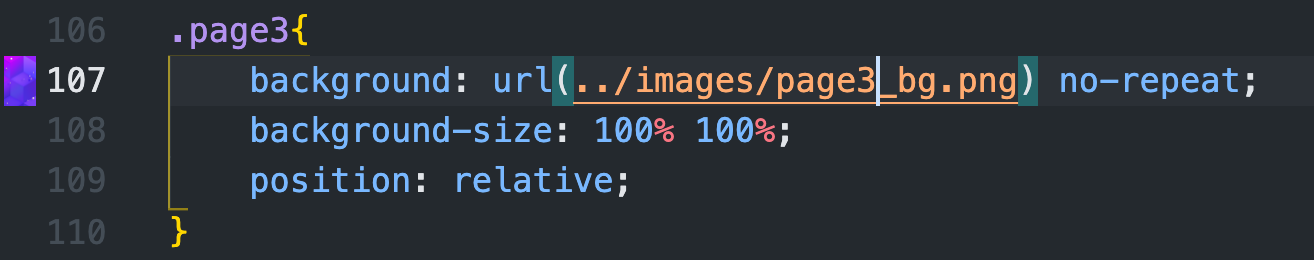 106 .page3{
107 background: url(../images/page3_bg.png) no-repeat;
108 background-size: 100% 100%;
109 position: relative;
110 }